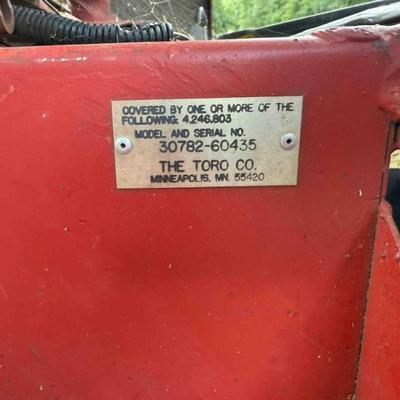 COVERED BY ONE OR MORE OF THE
FOLLOWING: 4,246,803
MODEL AND SERIAL NO.
30782-60435
THE TORO CO.
MINNEAPOLIS, MN. 55420